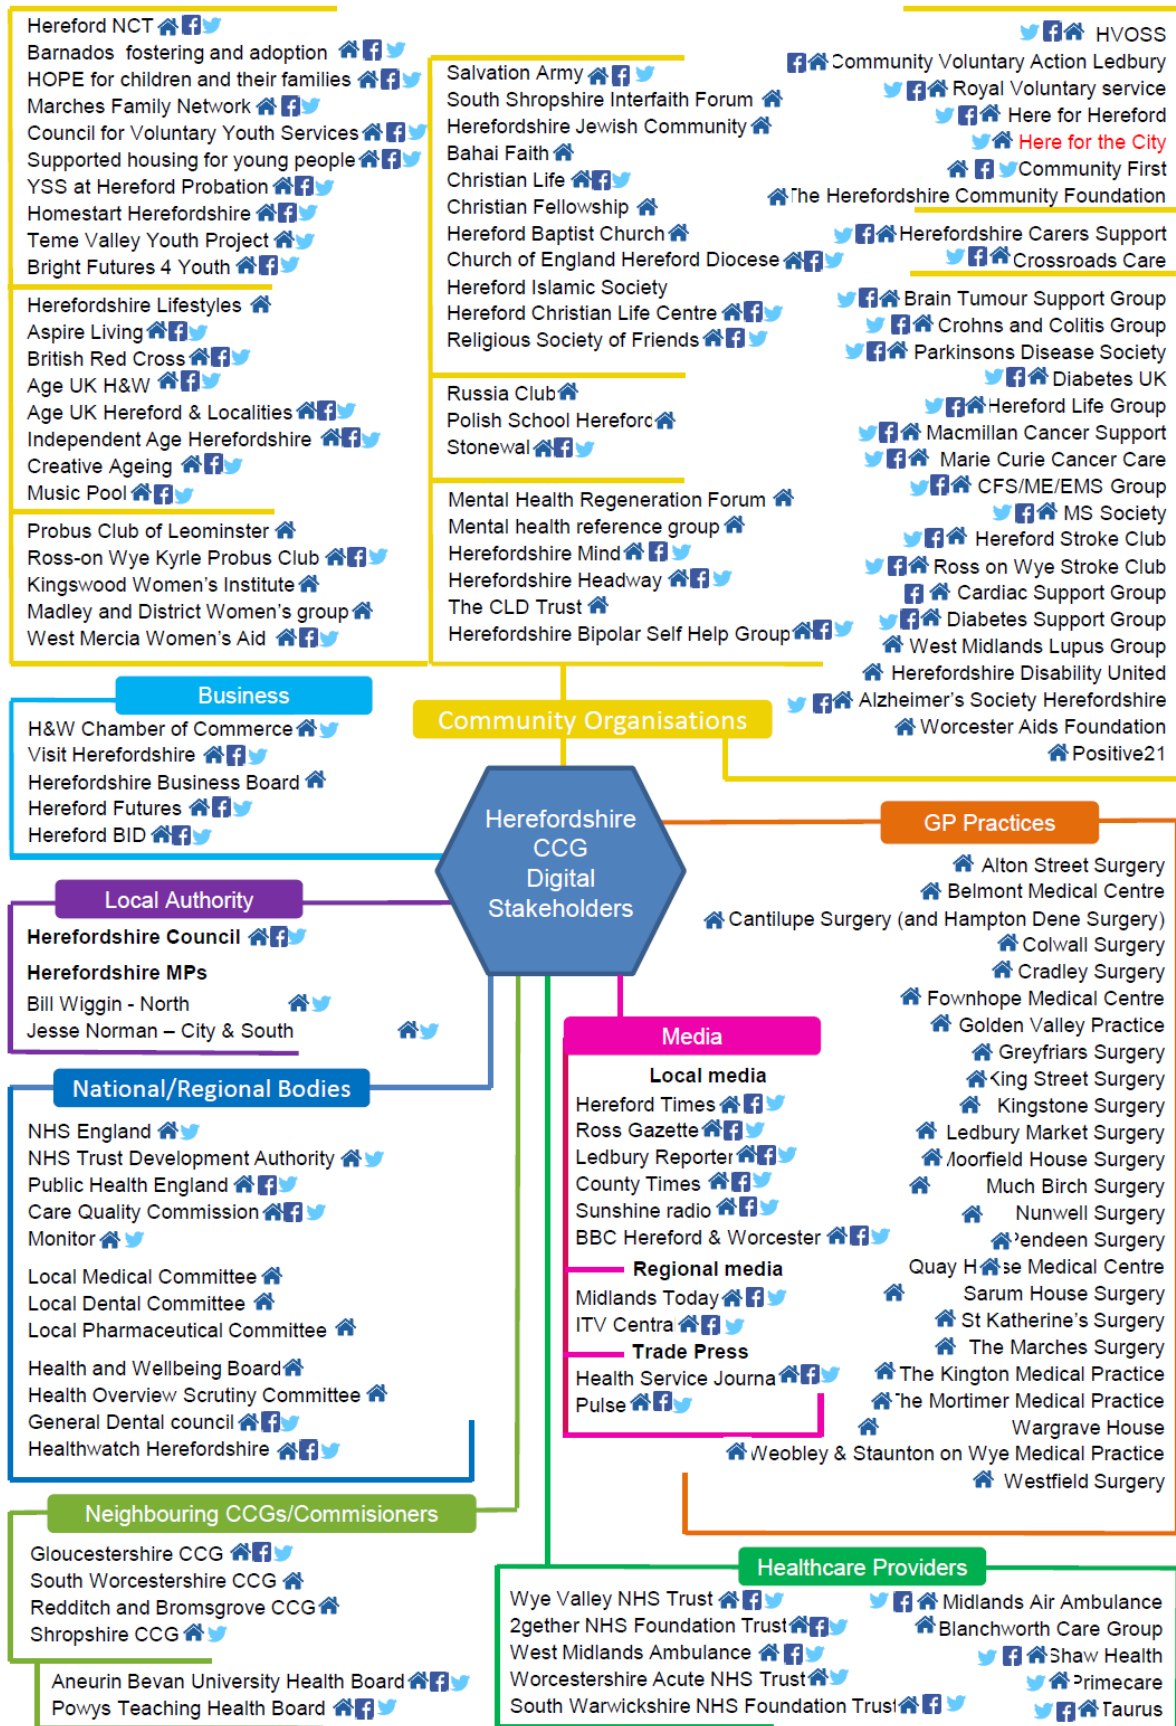 Hereford NCT
Barnados fostering and adoption
HOPE for children and their families
Marches Family Network
Council for Voluntary Youth Services
Supported housing for young people
YSS at Hereford Probation
Homestart Herefordshire
Teme Valley Youth Project
Bright Futures 4 Youth
Herefordshire Lifestyles
Aspire Living
British Red Cross
Age UK H&W
Age UK Hereford & Localities
Independent Age Herefordshire
Creative Ageing
Music Pool
Probus Club of Leominster
Ross-on Wye Kyrle Probus Club
Kingswood Women's Institute
Madley and District Women's group
West Mercia Women's Aid
Salvation Army
South Shropshire Interfaith Forum
Herefordshire Jewish Community
Bahai Faith
Christian Life
Christian Fellowship
Hereford Baptist Church
Church of England Hereford Diocese
Hereford Islamic Society
Hereford Christian Life Centre
Religious Society of Friends
Russia Club
Polish School Hereford
Stonewal
Mental Health Regeneration Forum
Mental health reference group
Herefordshire Mind
Herefordshire Headway
The CLD Trust
Herefordshire Bipolar Self Help Group
HVOSS
Community Voluntary Action Ledbury
Royal Voluntary service
Here for Hereford
Here for the City
Community First
The Herefordshire Community Foundation
Herefordshire Carers Support
Crossroads Care
Brain Tumour Support Group
Crohns and Colitis Group
Parkinsons Disease Society
Diabetes UK
Hereford Life Group
Macmillan Cancer Support
Marie Curie Cancer Care
CFS/ME/EMS Group
MS Society
Hereford Stroke Club
Ross on Wye Stroke Club
Cardiac Support Group
Diabetes Support Group
West Midlands Lupus Group
Herefordshire Disability United
Alzheimer's Society Herefordshire
Worcester Aids Foundation
Positive21
Community Organisations
Business
H&W Chamber of Commerce
Visit Herefordshire
Herefordshire Business Board
Hereford Futures
Hereford BID
Herefordshire
CCG
Digital
Stakeholders
Local Authority
Herefordshire Council
Herefordshire MPs
Bill Wiggin - North
Jesse Norman – City & South
National/Regional Bodies
NHS England
NHS Trust Development Authority
Public Health England
Care Quality Commission
Monitor
Local Medical Committee
Local Dental Committee
Local Pharmaceutical Committee
Health and Wellbeing Board
Health Overview Scrutiny Committee
General Dental council
Healthwatch Herefordshire
Media
Local media
Hereford Times
Ross Gazette
Ledbury Reporter
County Times
Sunshine radio
BBC Hereford & Worcester
Regional media
Midlands Today
ITV Central
Trade Press
Health Service Journa
Pulse
GP Practices
Alton Street Surgery
Belmont Medical Centre
Cantilupe Surgery (and Hampton Dene Surgery)
Colwall Surgery
Cradley Surgery
Fownhope Medical Centre
Golden Valley Practice
Greyfriars Surgery
King Street Surgery
Kingstone Surgery
Ledbury Market Surgery
Moorfield House Surgery
Much Birch Surgery
Nunwell Surgery
Pendeen Surgery
Quay House Medical Centre
Sarum House Surgery
St Katherine's Surgery
The Marches Surgery
The Kington Medical Practice
The Mortimer Medical Practice
Wargrave House
Weobley & Staunton on Wye Medical Practice
Westfield Surgery
Neighbouring CCGs/Commisioners
Gloucestershire CCG
South Worcestershire CCG
Redditch and Bromsgrove CCG
Shropshire CCG
Aneurin Bevan University Health Board
Powys Teaching Health Board
Healthcare Providers
Wye Valley NHS Trust
2gether NHS Foundation Trust
West Midlands Ambulance
Worcestershire Acute NHS Trust
South Warwickshire NHS Foundation Trust
Midlands Air Ambulance
Blanchworth Care Group
Shaw Health
Primecare
Taurus